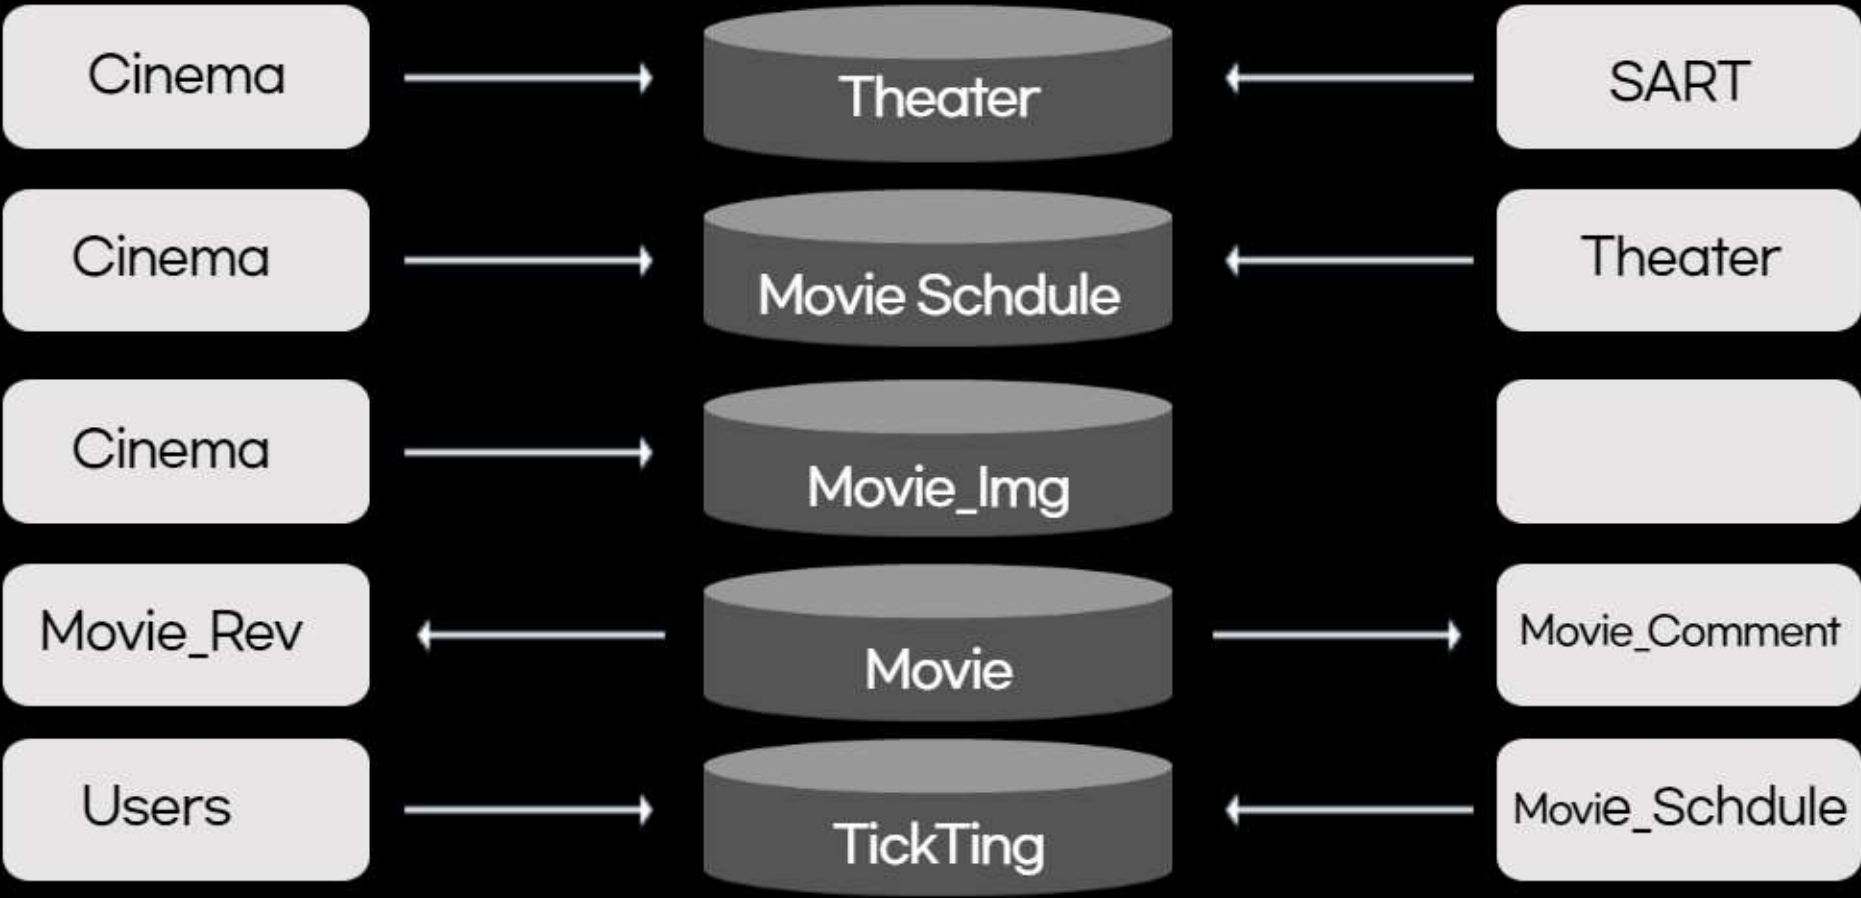 Cinema
Theater
SART
Cinema
Movie Schdule
Theater
Cinema
Movie_Img
Movie_Rev
Movie
Movie_Comment
Users
TickTing
Movie_Schdule